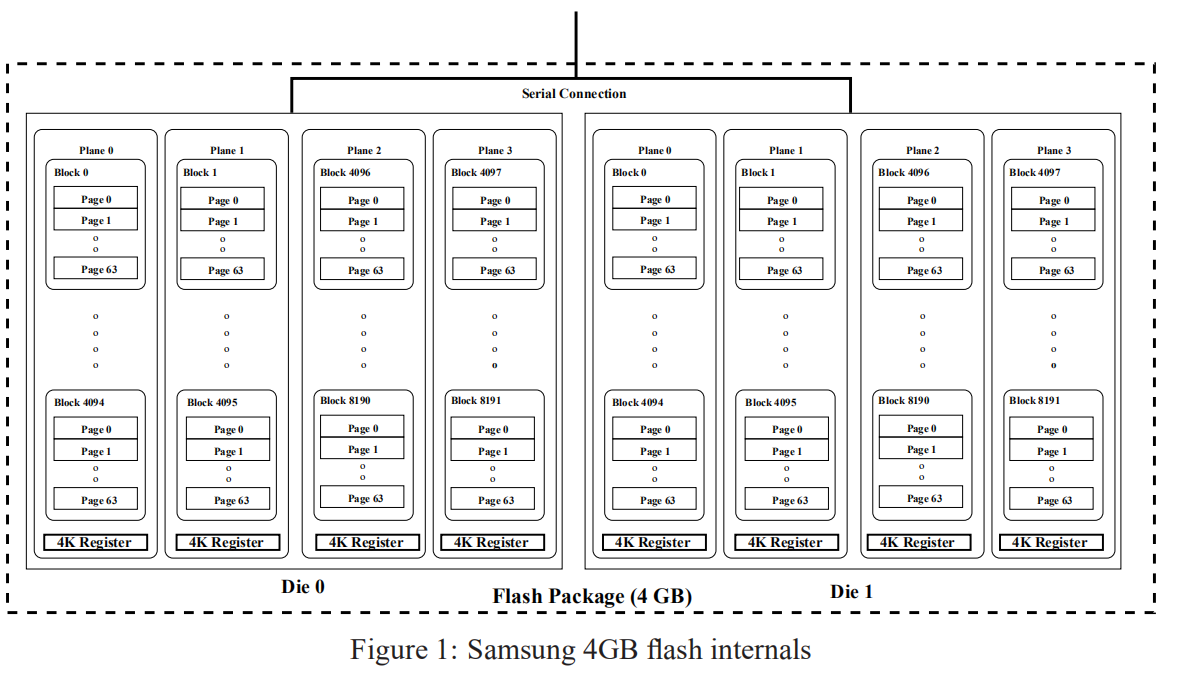 Serial Connection
Plane 0 Plane 1 Plane 2 Plane 3 Plane 0 Plane 1 Plane 2 Plane 3
Block 0 Block 1 Block 4096 Block 4097 Block 0 Block 1 Block 4096 Block 4097
Page 0 Page 0 Page 0 Page 0 Page 0 Page 0 Page 0 Page 0
Page 1 Page 1 Page 1 Page 1 Page 1 Page 1 Page 1 Page 1
o o o o o o o o
o o o o o o o o
Page 63 Page 63 Page 63 Page 63 Page 63 Page 63 Page 63 Page 63
o o o o o o o o
o o o o o o o o
o o o o o o o o
o o o o o o o o
Block 4094 Block 4095 Block 8190 Block 8191 Block 4094 Block 4095 Block 8190 Block 8191
Page 0 Page 0 Page 0 Page 0 Page 0 Page 0 Page 0 Page 0
Page 1 Page 1 Page 1 Page 1 Page 1 Page 1 Page 1 Page 1
o o o o o o o o
o o o o o o o o
Page 63 Page 63 Page 63 Page 63 Page 63 Page 63 Page 63 Page 63
4K Register 4K Register 4K Register 4K Register 4K Register 4K Register 4K Register 4K Register
Die 0 Flash Package (4 GB) Die 1
Figure 1: Samsung 4GB flash internals